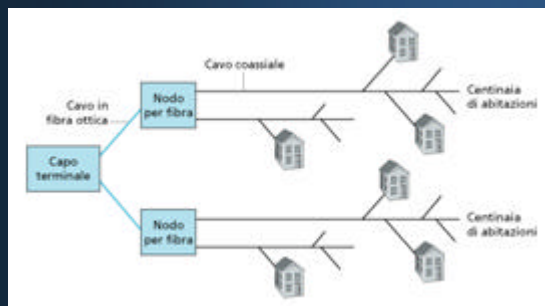 Cavo coassiale
Cavo in
fibra ottica
Nodo
per fibra
Centinaia
di abitazioni
Capo
terminale
Nodo
per fibra
Centinaia
di abitazioni